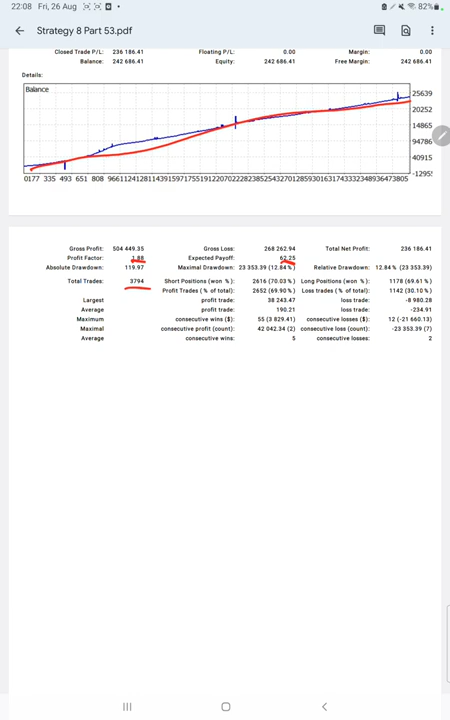 22:08 Fri, 26 Aug 82%
Strategy 8 Part 53.pdf
Closed Trade P/L: 236 186.41 Floating P/L: 0.00 Margin: 0.00
Balance: 242 686.41 Equity: 242 686.41 Free Margin: 242 686.41
Details:
Balance
25639
20252
14865
94786
40915
-1295
0177 335 493 651 808 966
Gross Profit: 504 449.35 Gross Loss: 268 262.94 Total Net Profit: 236 186.41
Profit Factor: 1.88 Expected Payoff: 62.25
Absolute Drawdown: 119.97 Maximal Drawdown: 23 353.39 (12.84%) Relative Drawdown: 12.84% (23 353.39)
Total Trades: 3794 Short Positions (won %): 2616 (70.03%) Long Positions (won %): 1178 (69.61%)
Profit Trades (% of total): 2652 (69.90%) Loss trades (% of total): 1142 (30.10%)
Largest profit trade: 38 243.47 loss trade: -8 980.28
Average profit trade: 190.21 loss trade: -234.91
Maximum consecutive wins ($): 55 (3 829.41) consecutive losses ($): 12 (-21 660.13)
Maximal consecutive profit (count): 42 042.34 (2) consecutive loss (count): -23 353.39 (7)
Average consecutive wins: 5 consecutive losses: 2